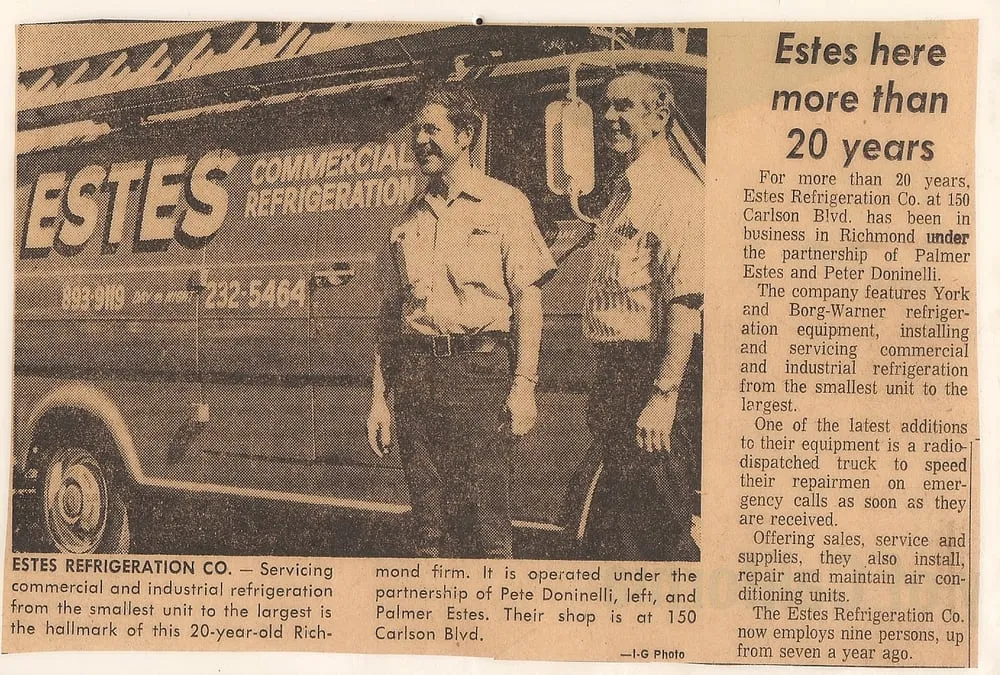 ESTES
COMMERCIAL
REFRIGERATION
DAY or NIGHT 232-5464
ESTES REFRIGERATION CO. — Servicing
commercial and industrial refrigeration
from the smallest unit to the largest is
the hallmark of this 20-year-old Rich-
mond firm. It is operated under the
partnership of Pete Doninelli, left, and
Palmer Estes. Their shop is at 150
Carlson Blvd.
—I-G Photo
Estes here
more than
20 years
For more than 20 years,
Estes Refrigeration Co. at 150
Carlson Blvd. has been in
business in Richmond under
the partnership of Palmer
Estes and Peter Doninelli.
The company features York
and Borg-Warner refriger-
ation equipment, installing
and servicing commercial
and industrial refrigeration
from the smallest unit to the
largest.
One of the latest additions
to their equipment is a radio-
dispatched truck to speed
their repairmen on emer-
gency calls as soon as they
are received.
Offering sales, service and
supplies, they also install,
repair and maintain air con-
ditioning units.
The Estes Refrigeration Co.
now employs nine persons, up
from seven a year ago.